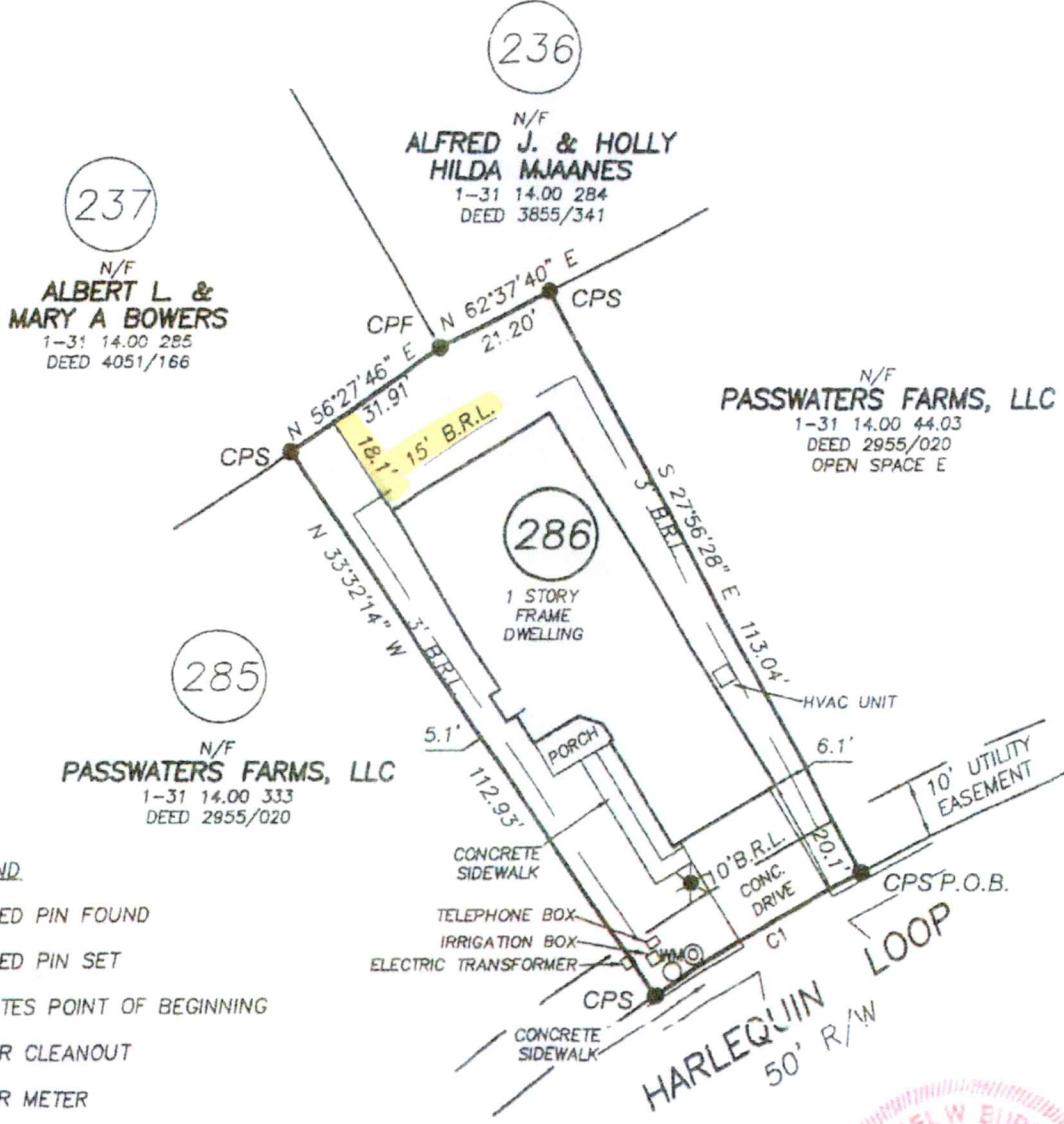 236
N/F
ALFRED J. & HOLLY
HILDA MJAANES
1-31 14.00 284
DEED 3855/341
237
N/F
ALBERT L. &
MARY A BOWERS
1-31 14.00 285
DEED 4051/166
CPF
N 62°37'40" E
21.20'
CPS
N 56°27'46" E
31.91'
CPS
18.1'
15' B.R.L.
N/F
PASSWATERS FARMS, LLC
1-31 14.00 44.03
DEED 2955/020
OPEN SPACE E
S 27°56'28" E 113.04'
3' B.R.L.
286
1 STORY
FRAME
DWELLING
N 33°32'14" W
112.93'
3' B.R.L.
285
N/F
PASSWATERS FARMS, LLC
1-31 14.00 333
DEED 2955/020
5.1'
HVAC UNIT
PORCH
6.1'
10' UTILITY
EASEMENT
CONCRETE
SIDEWALK
10' B.R.L.
CONC.
DRIVE
20.1'
CPS P.O.B.
TELEPHONE BOX
IRRIGATION BOX
ELECTRIC TRANSFORMER
WM
C1
CPS
CONCRETE
SIDEWALK
HARLEQUIN LOOP
50' R/W
ND
ED PIN FOUND
ED PIN SET
TES POINT OF BEGINNING
R CLEANOUT
R METER